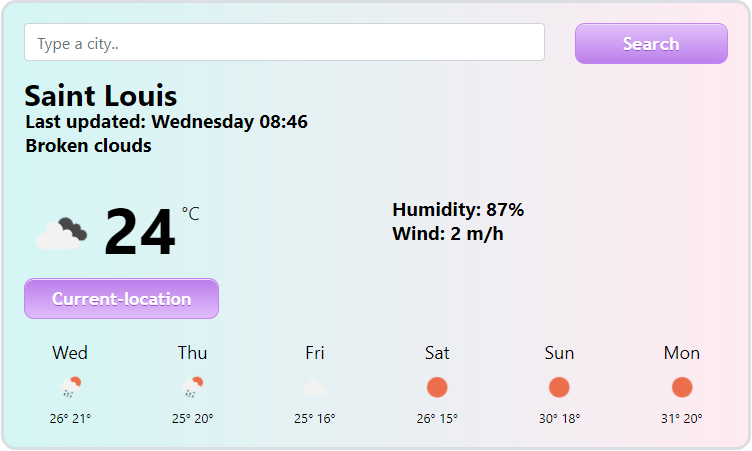 Type a city..
Search
Saint Louis
Last updated: Wednesday 08:46
Broken clouds
24 °C
Humidity: 87%
Wind: 2 m/h
Current-location
Wed Thu Fri Sat Sun Mon
26° 21° 25° 20° 25° 16° 26° 15° 30° 18° 31° 20°